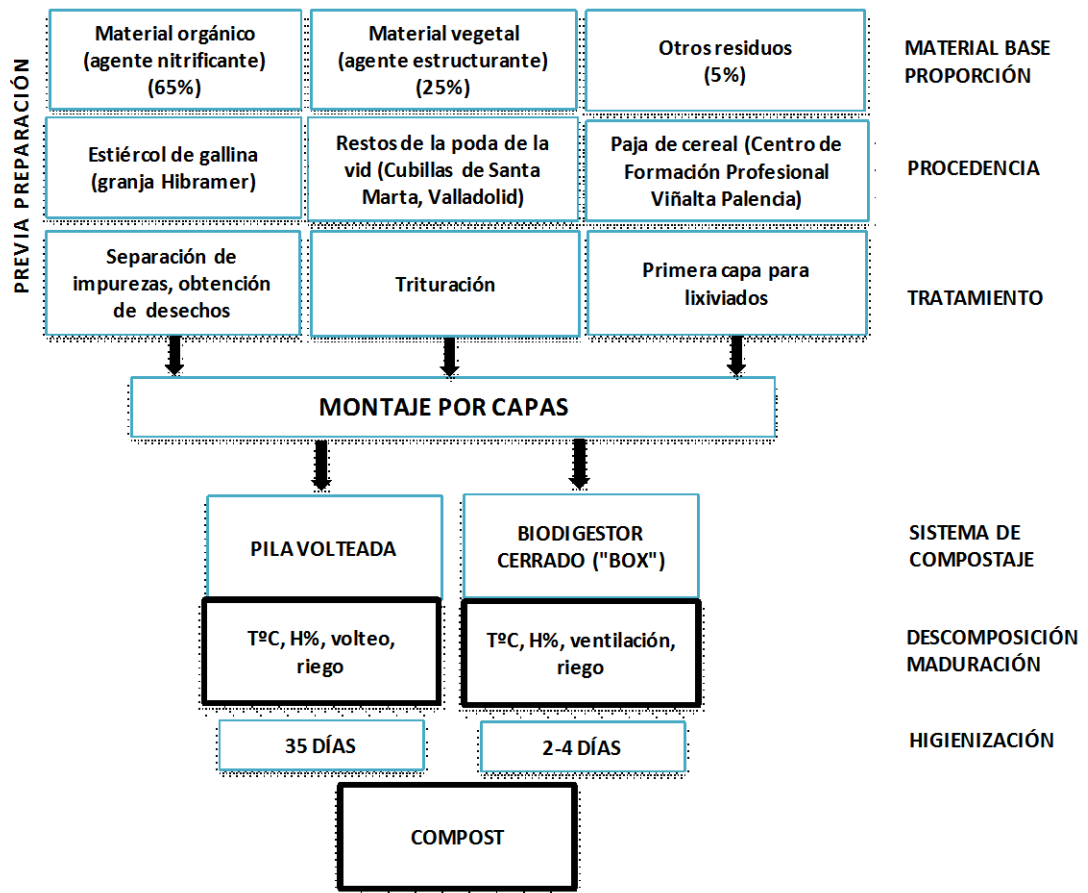 PREVIA PREPARACIÓN
Material orgánico
(agente nitrificante)
(65%)
Material vegetal
(agente estructurante)
(25%)
Otros residuos
(5%)
MATERIAL BASE
PROPORCIÓN
Estiércol de gallina
(granja Hibramer)
Restos de la poda de la
vid (Cubillas de Santa
Marta, Valladolid)
Paja de cereal (Centro de
Formación Profesional
Viñalta Palencia)
PROCEDENCIA
Separación de
impurezas, obtención
de desechos
Trituración
Primera capa para
lixiviados
TRATAMIENTO
MONTAJE POR CAPAS
PILA VOLTEADA
BIODIGESTOR
CERRADO ("BOX")
SISTEMA DE
COMPOSTAJE
TºC, H%, volteo,
riego
TºC, H%, ventilación,
riego
DESCOMPOSICIÓN
MADURACIÓN
35 DÍAS
2-4 DÍAS
HIGIENIZACIÓN
COMPOST